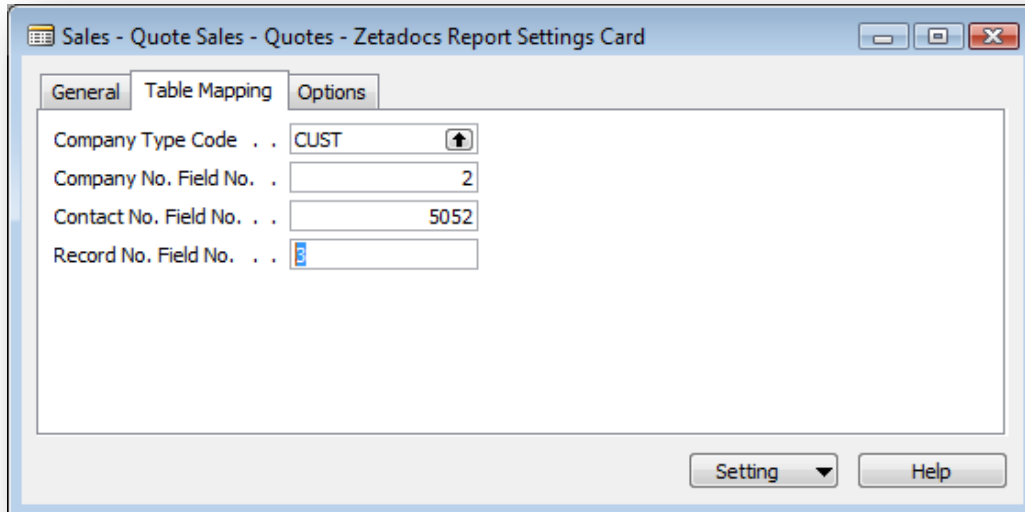 Sales - Quote Sales - Quotes - Zetadocs Report Settings Card
General Table Mapping Options
Company Type Code . . CUST
Company No. Field No. . 2
Contact No. Field No. . . . 5052
Record No. Field No. . . . 3
Setting Help